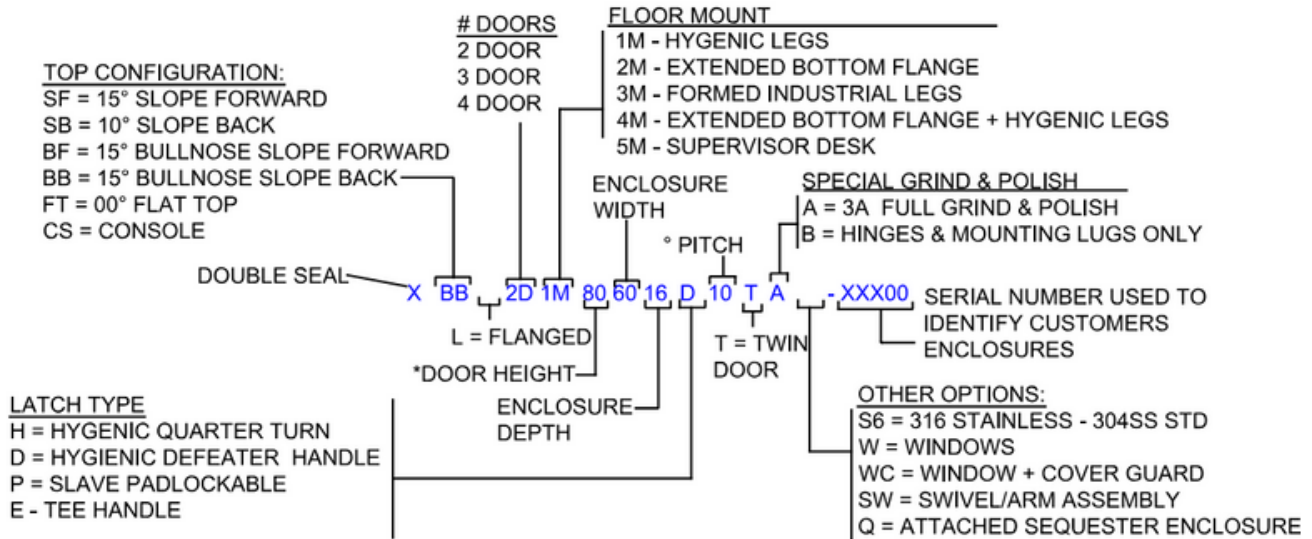 # DOORS
2 DOOR
3 DOOR
4 DOOR
FLOOR MOUNT
1M - HYGENIC LEGS
2M - EXTENDED BOTTOM FLANGE
3M - FORMED INDUSTRIAL LEGS
4M - EXTENDED BOTTOM FLANGE + HYGENIC LEGS
5M - SUPERVISOR DESK
TOP CONFIGURATION:
SF = 15° SLOPE FORWARD
SB = 10° SLOPE BACK
BF = 15° BULLNOSE SLOPE FORWARD
BB = 15° BULLNOSE SLOPE BACK
FT = 00° FLAT TOP
CS = CONSOLE
ENCLOSURE
WIDTH
° PITCH
SPECIAL GRIND & POLISH
A = 3A FULL GRIND & POLISH
B = HINGES & MOUNTING LUGS ONLY
DOUBLE SEAL
X BB 2D 1M 80 60 16 D 10 T A - XXX00
SERIAL NUMBER USED TO
IDENTIFY CUSTOMERS
ENCLOSURES
L = FLANGED
*DOOR HEIGHT
ENCLOSURE
DEPTH
T = TWIN
DOOR
LATCH TYPE
H = HYGENIC QUARTER TURN
D = HYGIENIC DEFEATER HANDLE
P = SLAVE PADLOCKABLE
E - TEE HANDLE
OTHER OPTIONS:
S6 = 316 STAINLESS - 304SS STD
W = WINDOWS
WC = WINDOW + COVER GUARD
SW = SWIVEL/ARM ASSEMBLY
Q = ATTACHED SEQUESTER ENCLOSURE